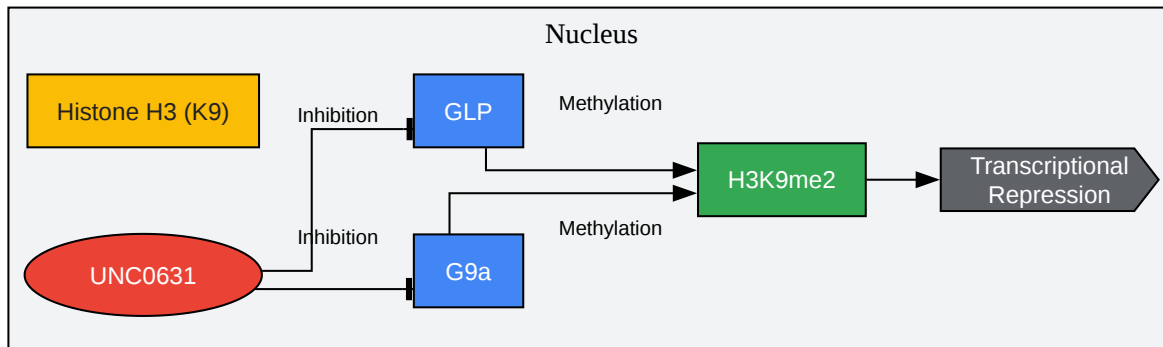 Nucleus
Histone H3 (K9)
Inhibition
GLP
Methylation
H3K9me2
Transcriptional
Repression
Inhibition
Methylation
UNC0631
G9a